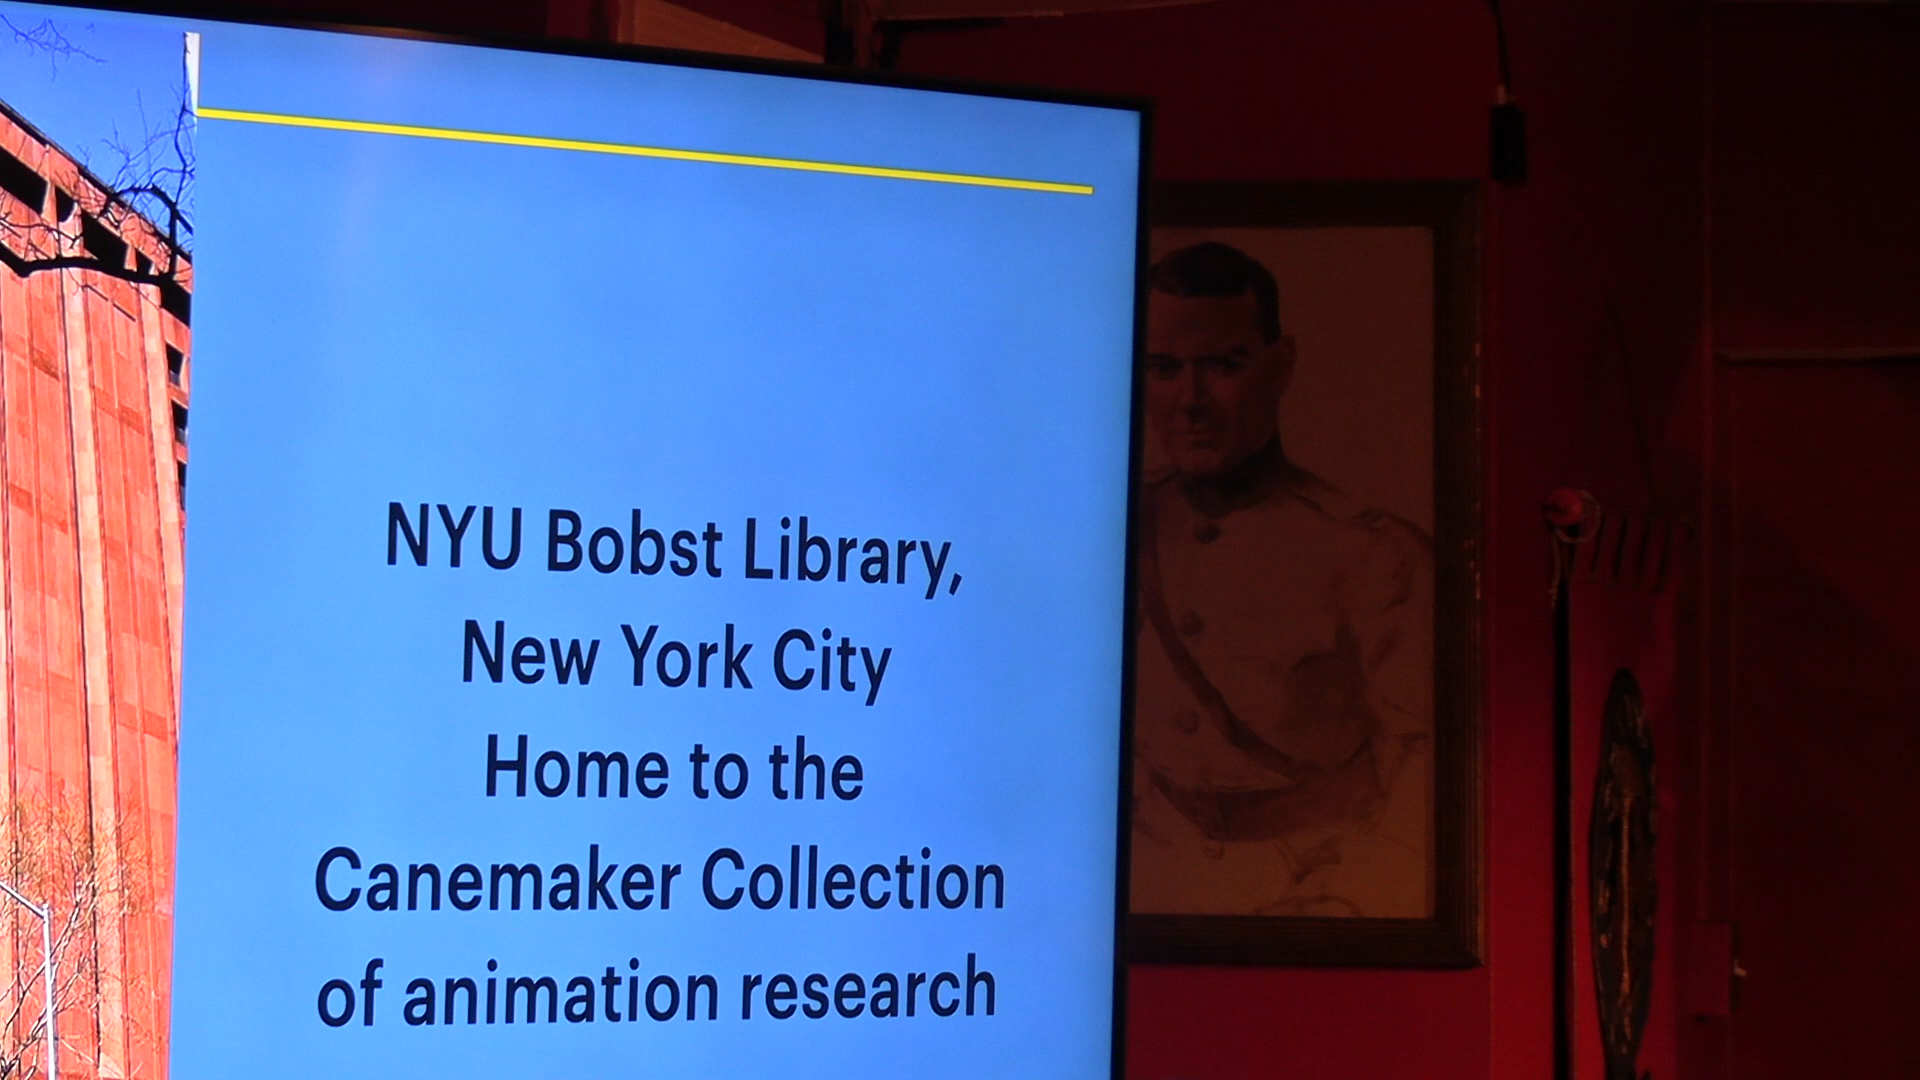 NYU Bobst Library,
New York City
Home to the
Canemaker Collection
of animation research